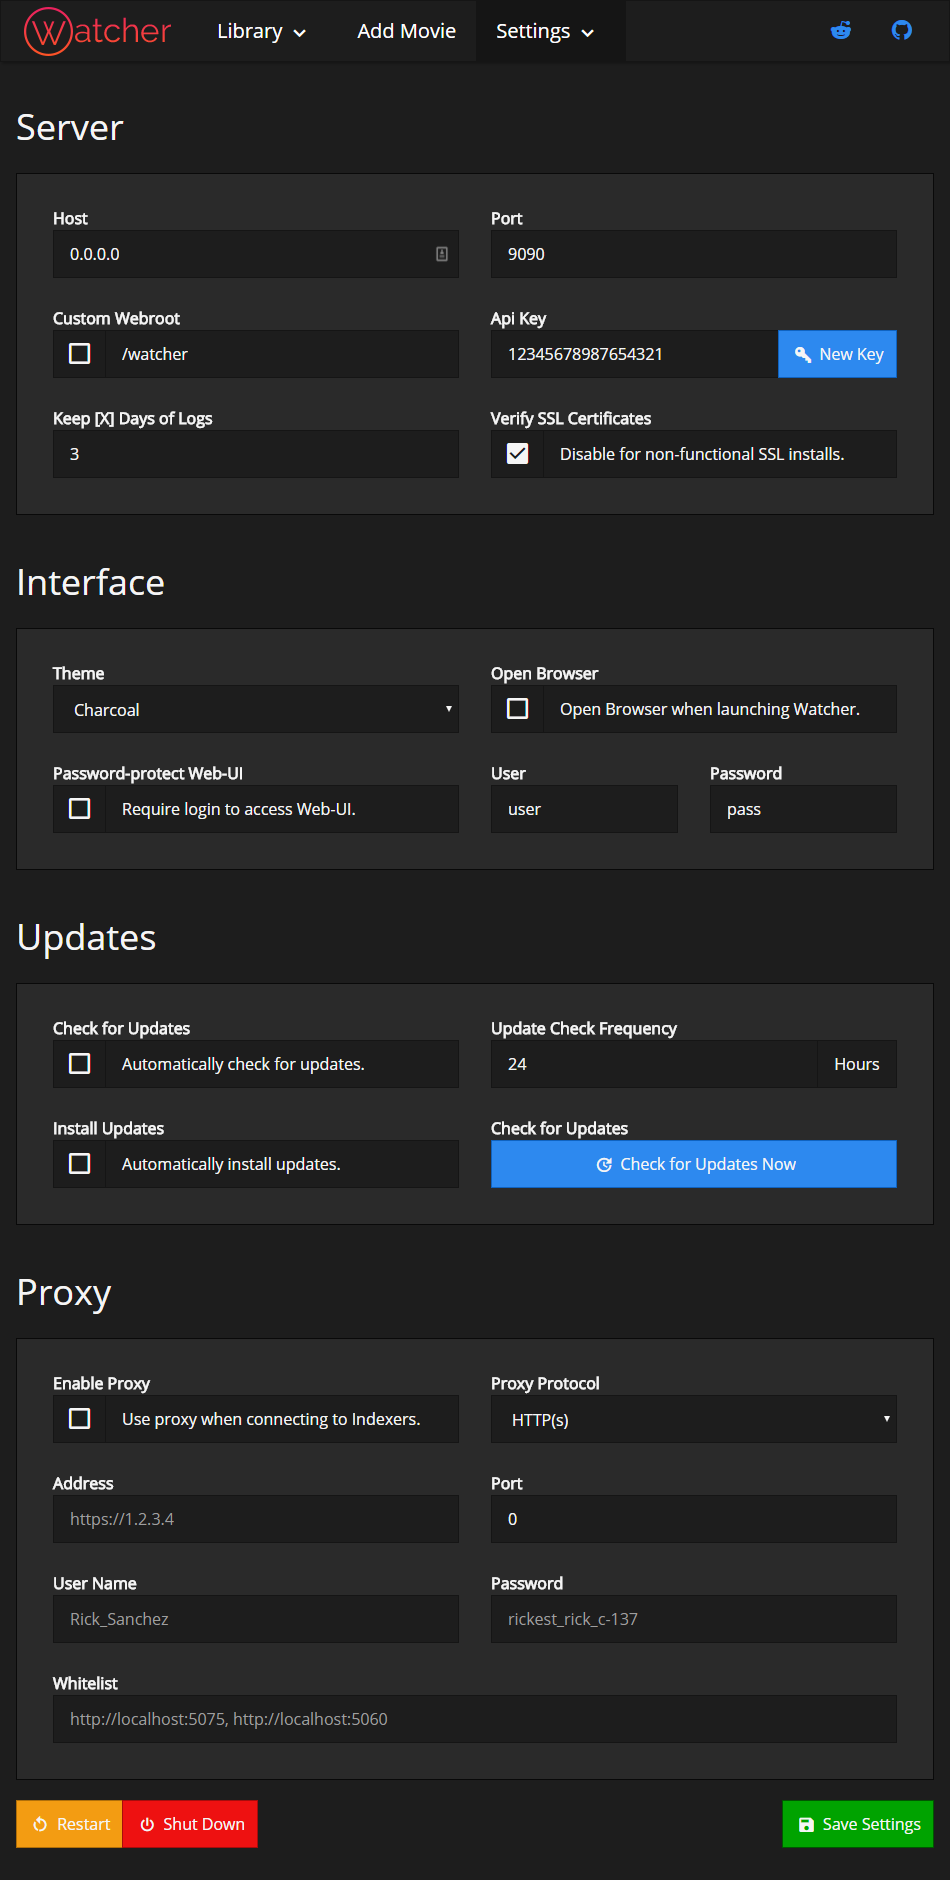 Watcher Library Add Movie Settings
Server
Host Port
0.0.0.0 9090
Custom Webroot Api Key
/watcher 12345678987654321 New Key
Keep [X] Days of Logs Verify SSL Certificates
3 Disable for non-functional SSL installs.
Interface
Theme Open Browser
Charcoal Open Browser when launching Watcher.
Password-protect Web-UI User Password
Require login to access Web-UI. user pass
Updates
Check for Updates Update Check Frequency
Automatically check for updates. 24 Hours
Install Updates Check for Updates
Automatically install updates. Check for Updates Now
Proxy
Enable Proxy Proxy Protocol
Use proxy when connecting to Indexers. HTTP(s)
Address Port
https://1.2.3.4 0
User Name Password
Rick_Sanchez rickest_rick_c-137
Whitelist
http://localhost:5075, http://localhost:5060
Restart Shut Down Save Settings